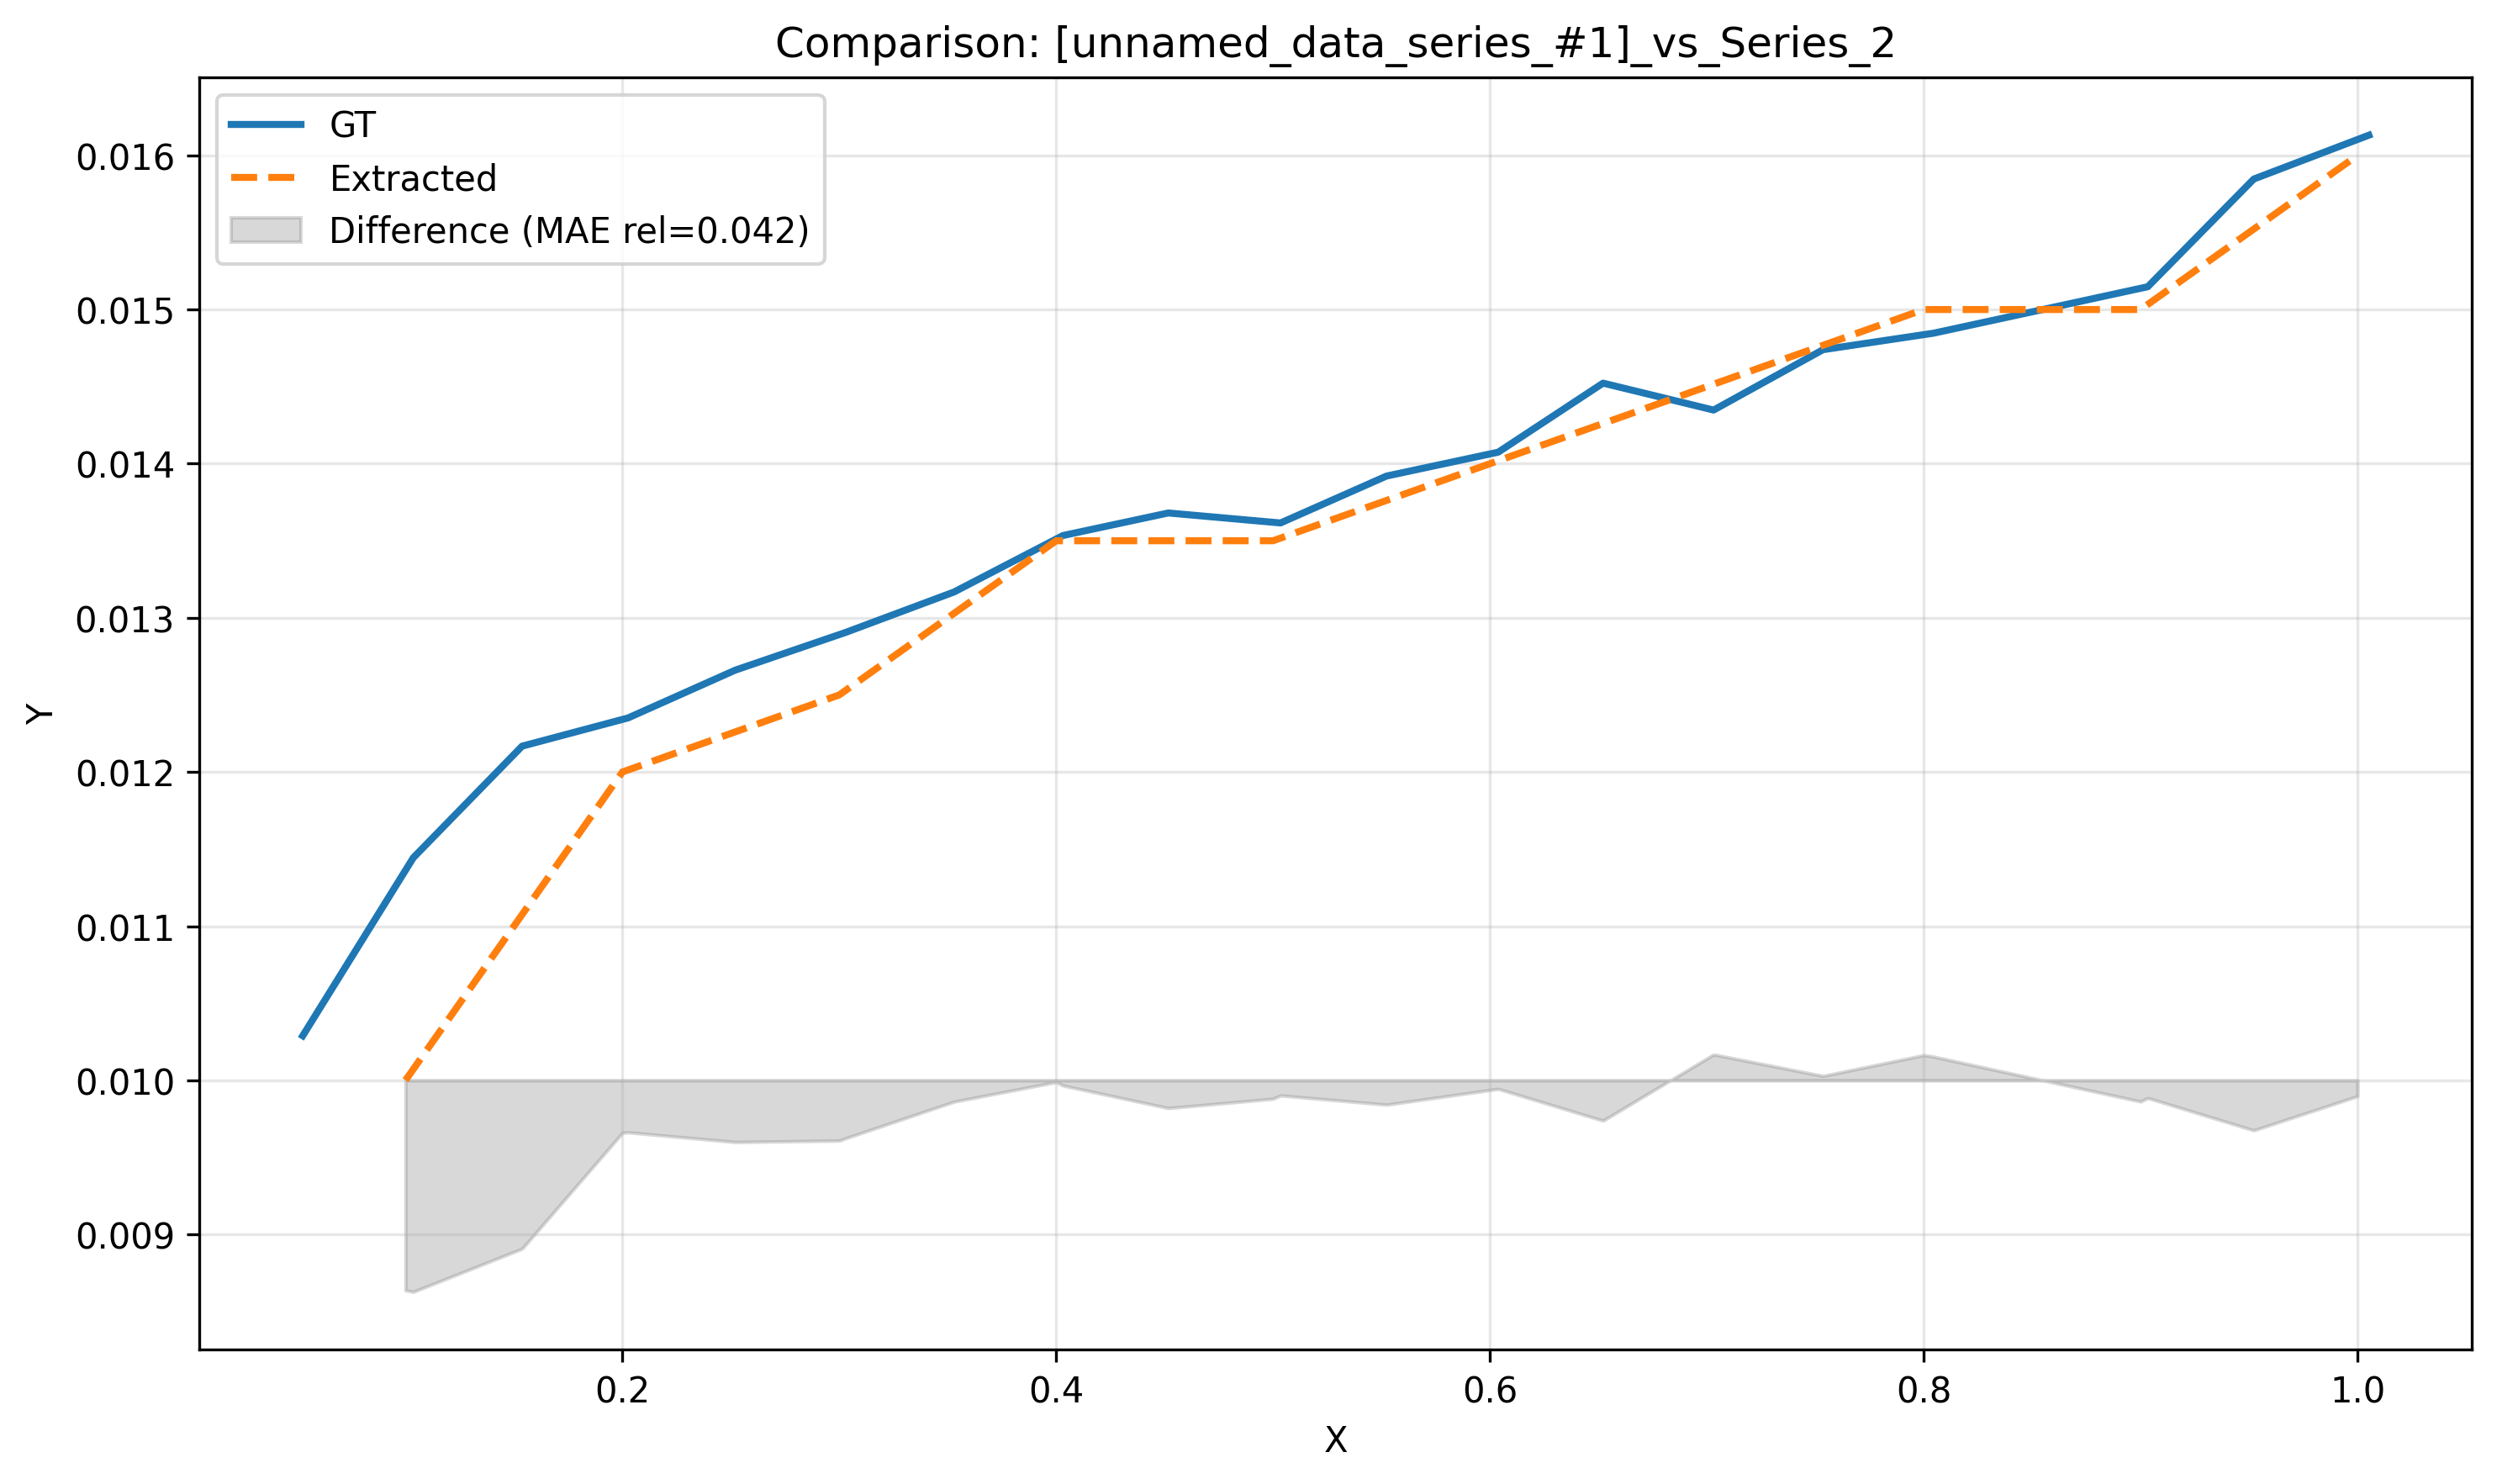 Comparison: [unnamed_data_series_#1]_vs_Series_2
GT
Extracted
Difference (MAE rel=0.042)
0.016
0.015
0.014
0.013
0.012
0.011
0.010
0.009
Y
0.2
0.4
0.6
0.8
1.0
X